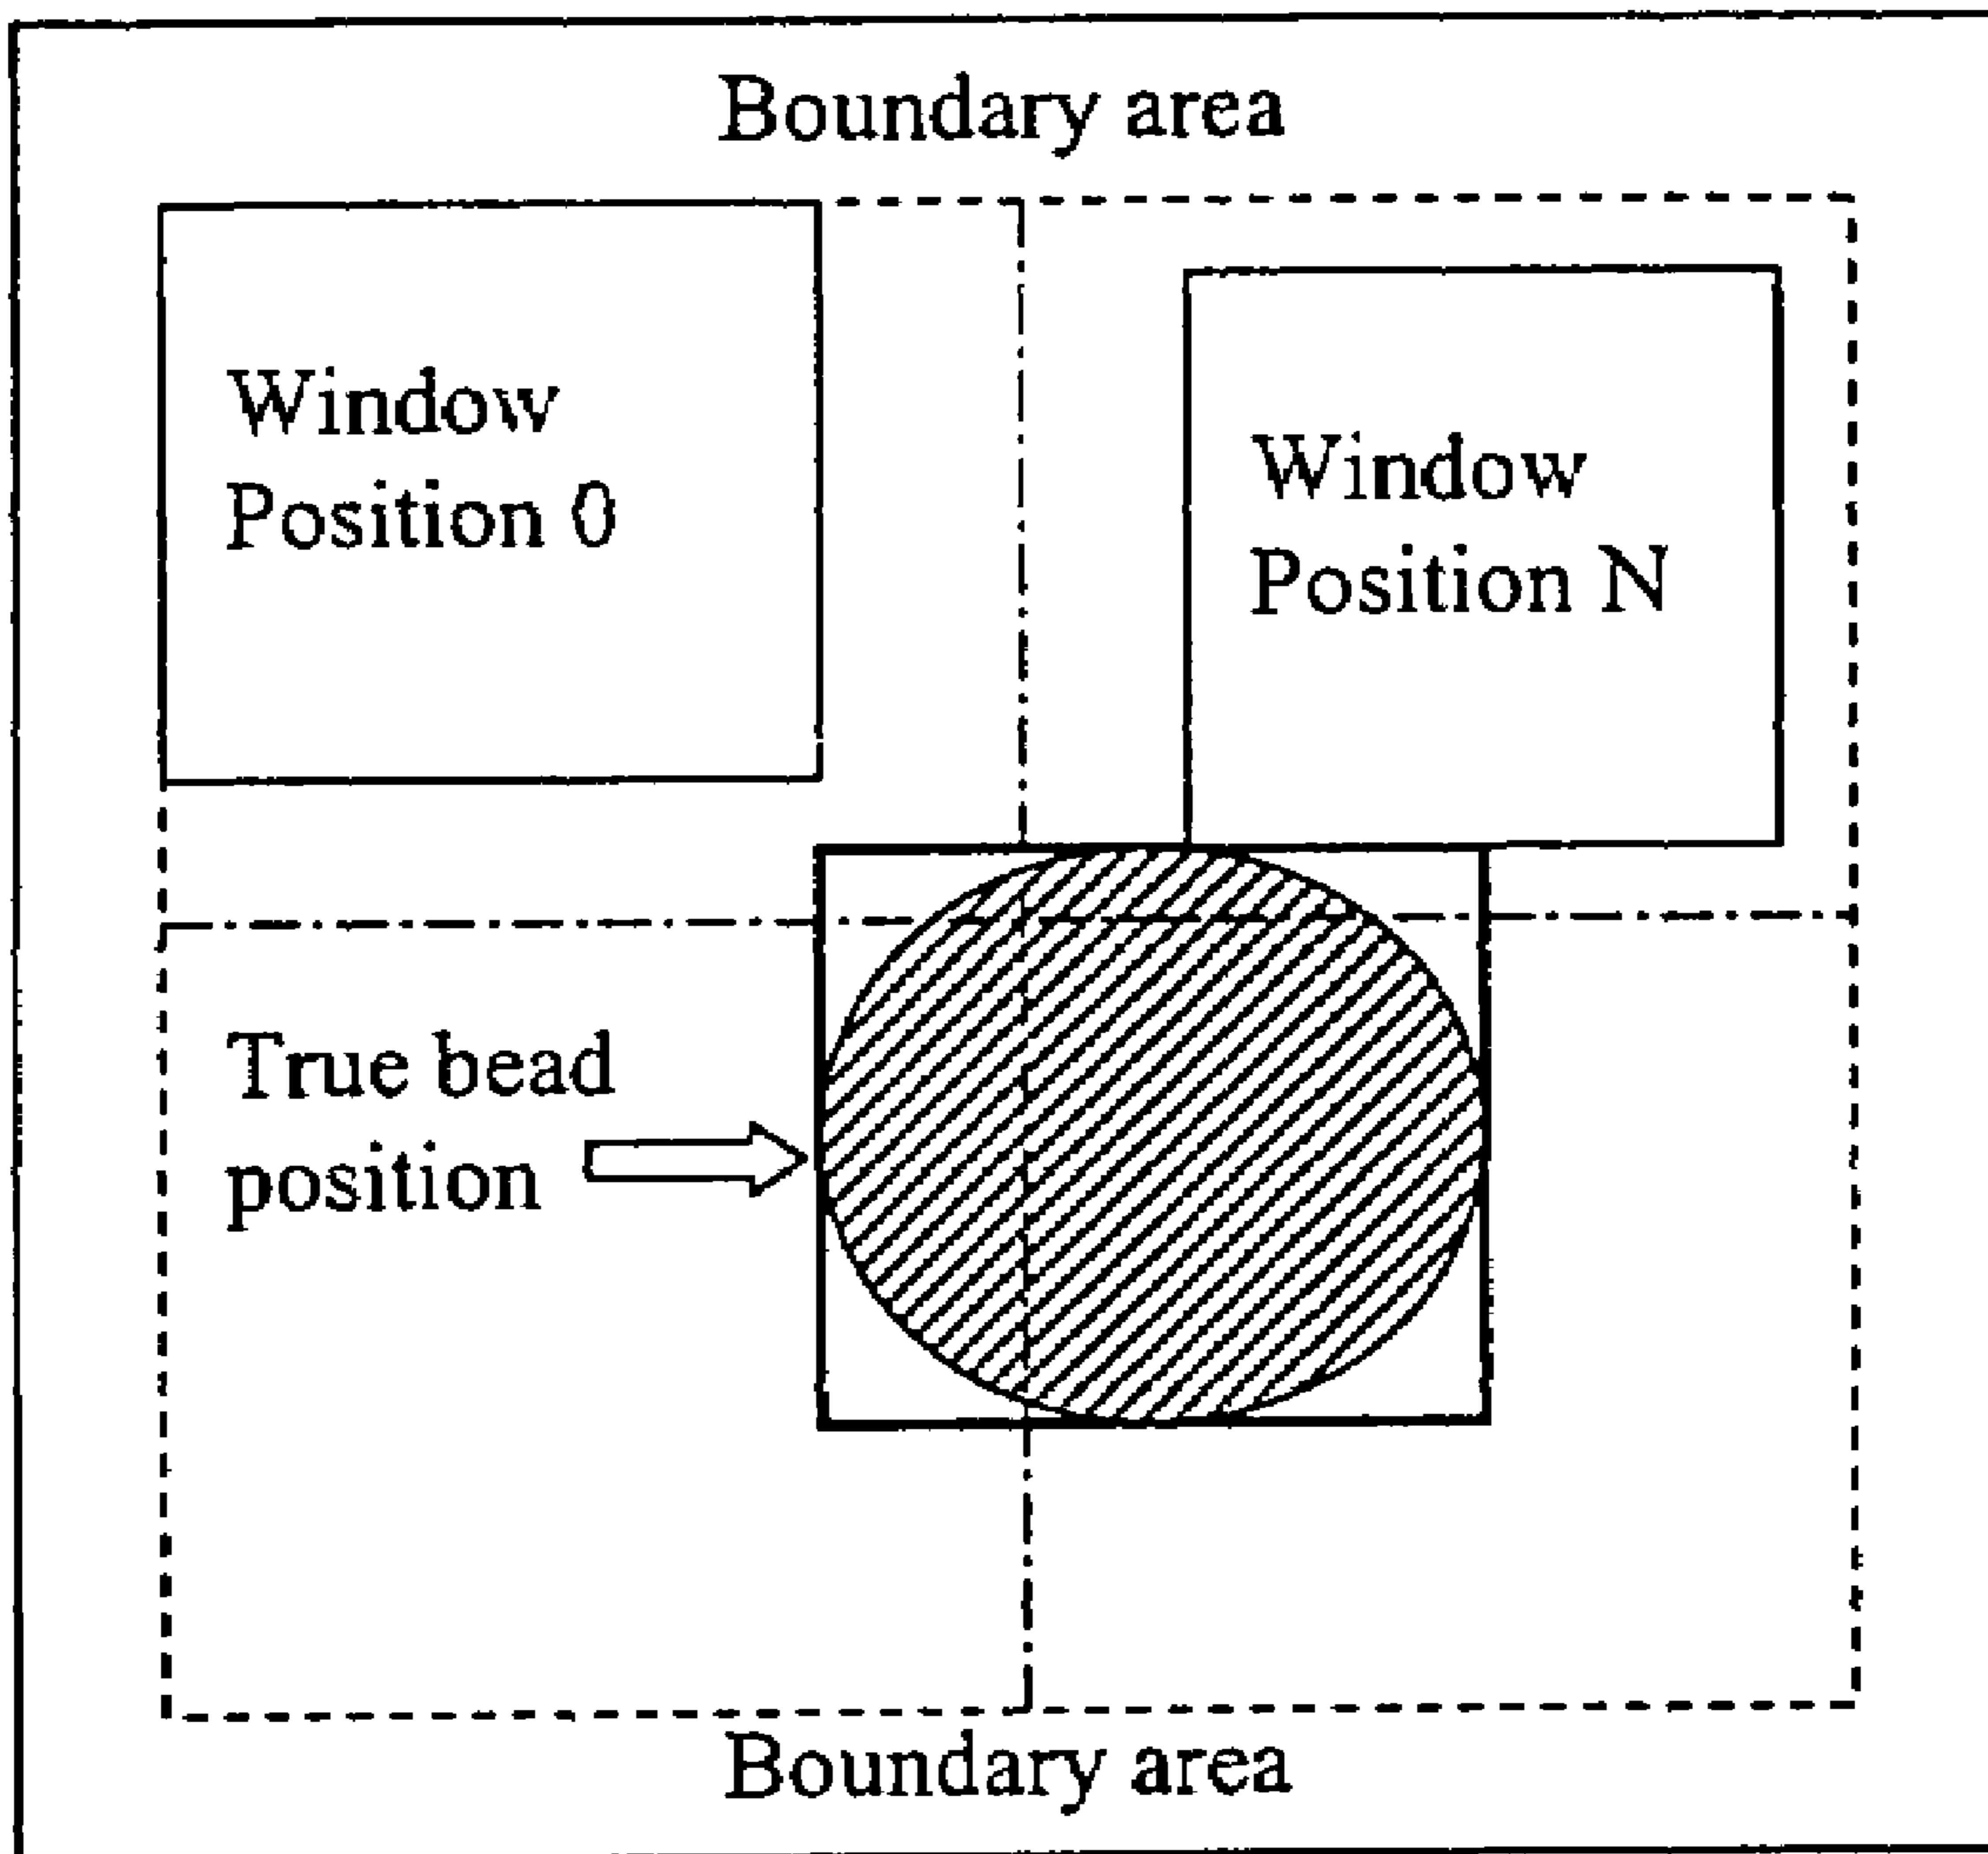 Boundary area
Window
Position 0
Window
Position N
True bead
position
Boundary area